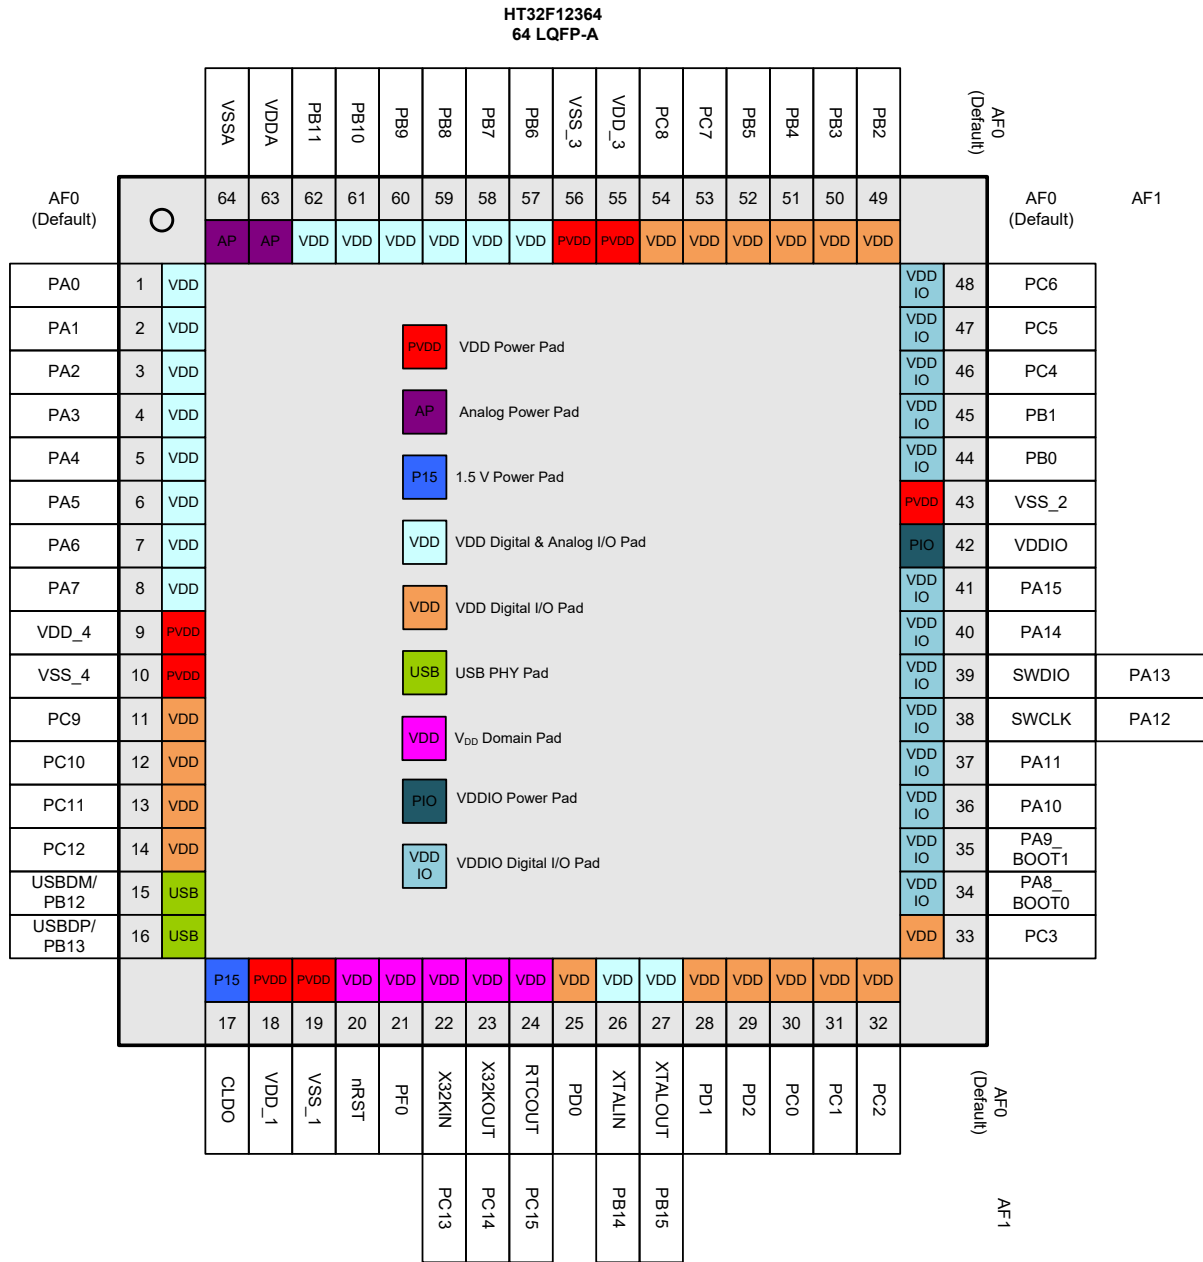 HT32F12364
64 LQFP-A
VSSA
VDDA
PB11
PB10
PB9
PB8
PB7
PB6
VSS_3
VDD_3
PC8
PC7
PB5
PB4
PB3
PB2
AF0
(Default)
AF0
(Default)
64 63 62 61 60 59 58 57 56 55 54 53 52 51 50 49
AF0
(Default)
AF1
AP AP VDD VDD VDD VDD VDD VDD PVDD PVDD VDD VDD VDD VDD VDD VDD
PA0 1 VDD
PA1 2 VDD
PA2 3 VDD
PA3 4 VDD
PA4 5 VDD
PA5 6 VDD
PA6 7 VDD
PA7 8 VDD
VDD_4 9 PVDD
VSS_4 10 PVDD
PC9 11 VDD
PC10 12 VDD
PC11 13 VDD
PC12 14 VDD
USBDM/
PB12
15 USB
USBDP/
PB13
16 USB
PVDD VDD Power Pad
AP Analog Power Pad
P15 1.5 V Power Pad
VDD VDD Digital & Analog I/O Pad
VDD VDD Digital I/O Pad
USB USB PHY Pad
VDD VDD Domain Pad
PIO VDDIO Power Pad
VDD
IO
VDDIO Digital I/O Pad
VDD
IO
48 PC6
VDD
IO
47 PC5
VDD
IO
46 PC4
VDD
IO
45 PB1
VDD
IO
44 PB0
PVDD 43 VSS_2
PIO 42 VDDIO
VDD
IO
41 PA15
VDD
IO
40 PA14
VDD
IO
39 SWDIO PA13
VDD
IO
38 SWCLK PA12
VDD
IO
37 PA11
VDD
IO
36 PA10
VDD
IO
35 PA9_
BOOT1
VDD
IO
34 PA8_
BOOT0
VDD 33 PC3
P15 PVDD PVDD VDD VDD VDD VDD VDD VDD VDD VDD VDD VDD VDD VDD VDD
17 18 19 20 21 22 23 24 25 26 27 28 29 30 31 32
CLDO
VDD_1
VSS_1
nRST
PF0
X32KIN
X32KOUT
RTCOUT
PD0
XTALIN
XTALOUT
PD1
PD2
PC0
PC1
PC2
AF0
(Default)
PC13
PC14
PC15
PB14
PB15
AF1